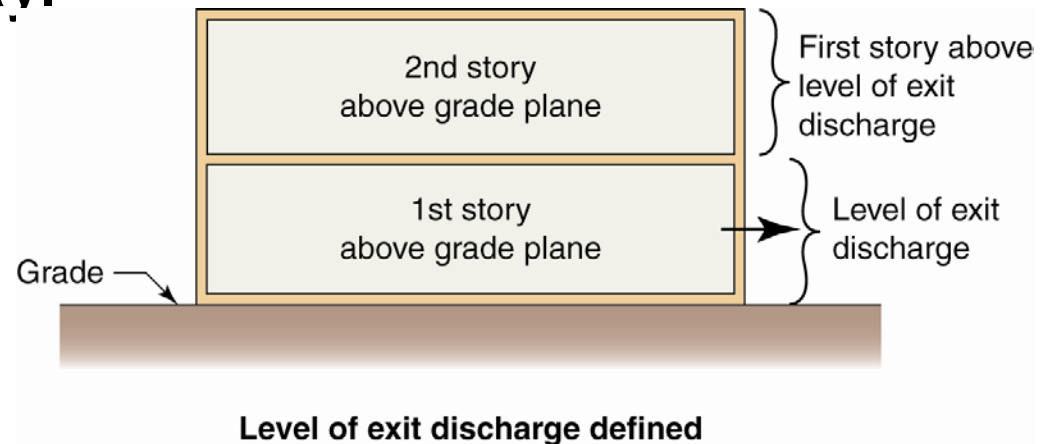 2nd story
above grade plane
First story above
level of exit
discharge
1st story
above grade plane
Level of exit
discharge
Grade
Level of exit discharge defined